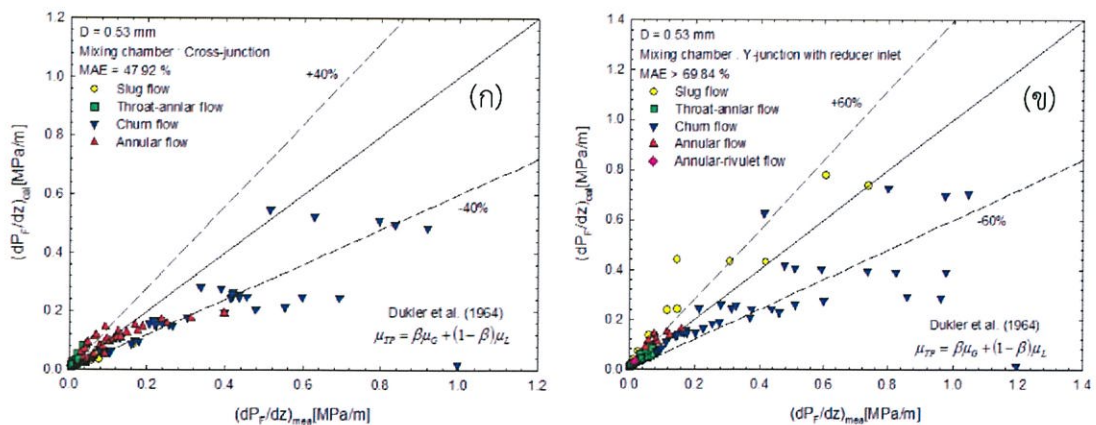 D = 0.53 mm
Mixing chamber : Cross-junction
MAE = 47.92 %
Slug flow
Throat-annlar flow
Churn flow
Annular flow
+40%
(ก)
-40%
Dukler et al. (1964)
μTP = βμG + (1−β)μL
(dPF/dz)cal[MPa/m]
1.2
1.0
0.8
0.6
0.4
0.2
0.0
0.0 0.2 0.4 0.6 0.8 1.0 1.2
(dPF/dz)mea[MPa/m]
D = 0.53 mm
Mixing chamber : Y-junction with reducer inlet
MAE > 69.84 %
Slug flow
Throat-annlar flow
Churn flow
Annular flow
Annular-rivulet flow
+60%
(ข)
-60%
Dukler et al. (1964)
μTP = βμG + (1−β)μL
(dPF/dz)cal[MPa/m]
1.4
1.2
1.0
0.8
0.6
0.4
0.2
0.0
0.0 0.2 0.4 0.6 0.8 1.0 1.2 1.4
(dPF/dz)mea[MPa/m]